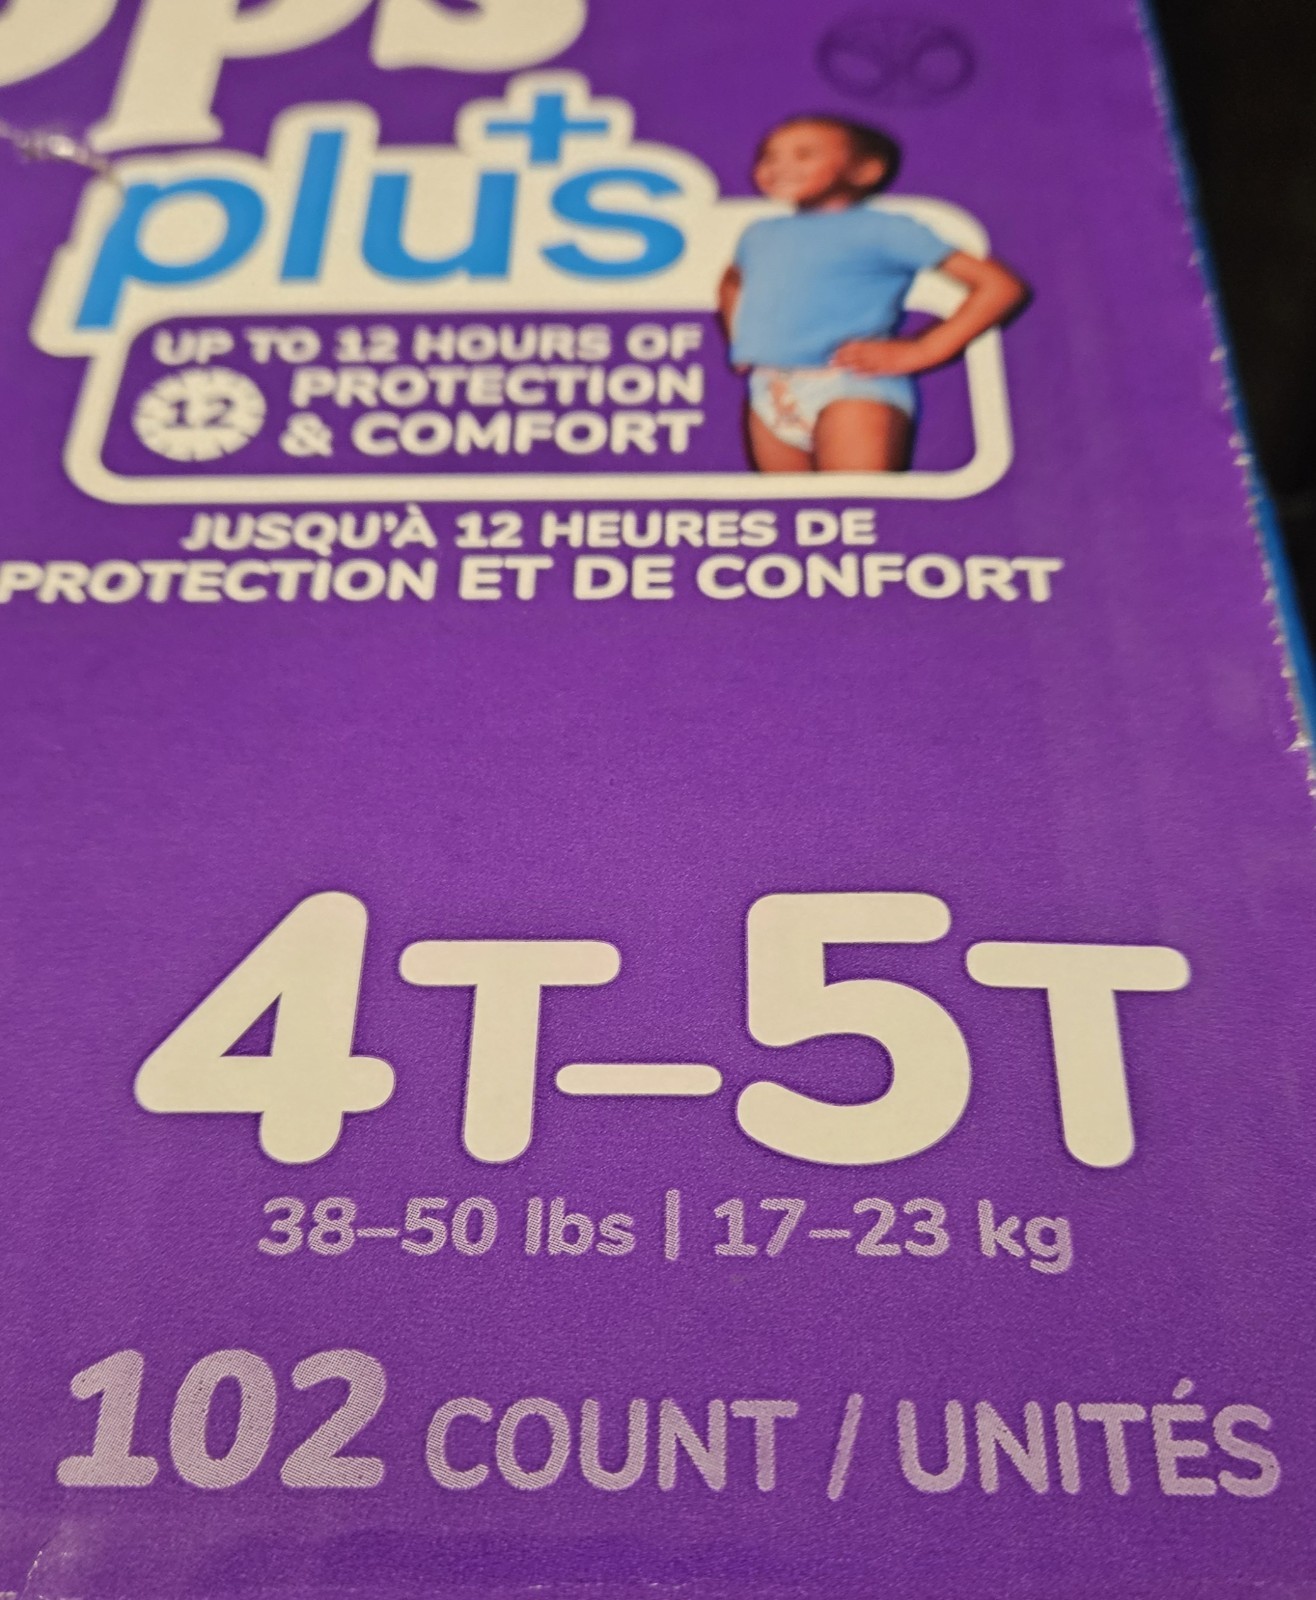 plus+
UP TO 12 HOURS OF
12 PROTECTION
& COMFORT
JUSQU'À 12 HEURES DE
PROTECTION ET DE CONFORT
4T–5T
38–50 lbs | 17–23 kg
102 COUNT / UNITÉS